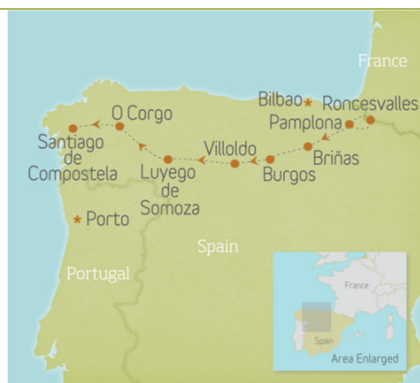 France
Bilbao
Roncesvalles
Pamplona
O Corgo
Santiago
de
Compostela
Villoldo
Briñas
Luyego
de
Somoza
Burgos
Porto
Spain
Portugal
France
Spain
Area Enlarged